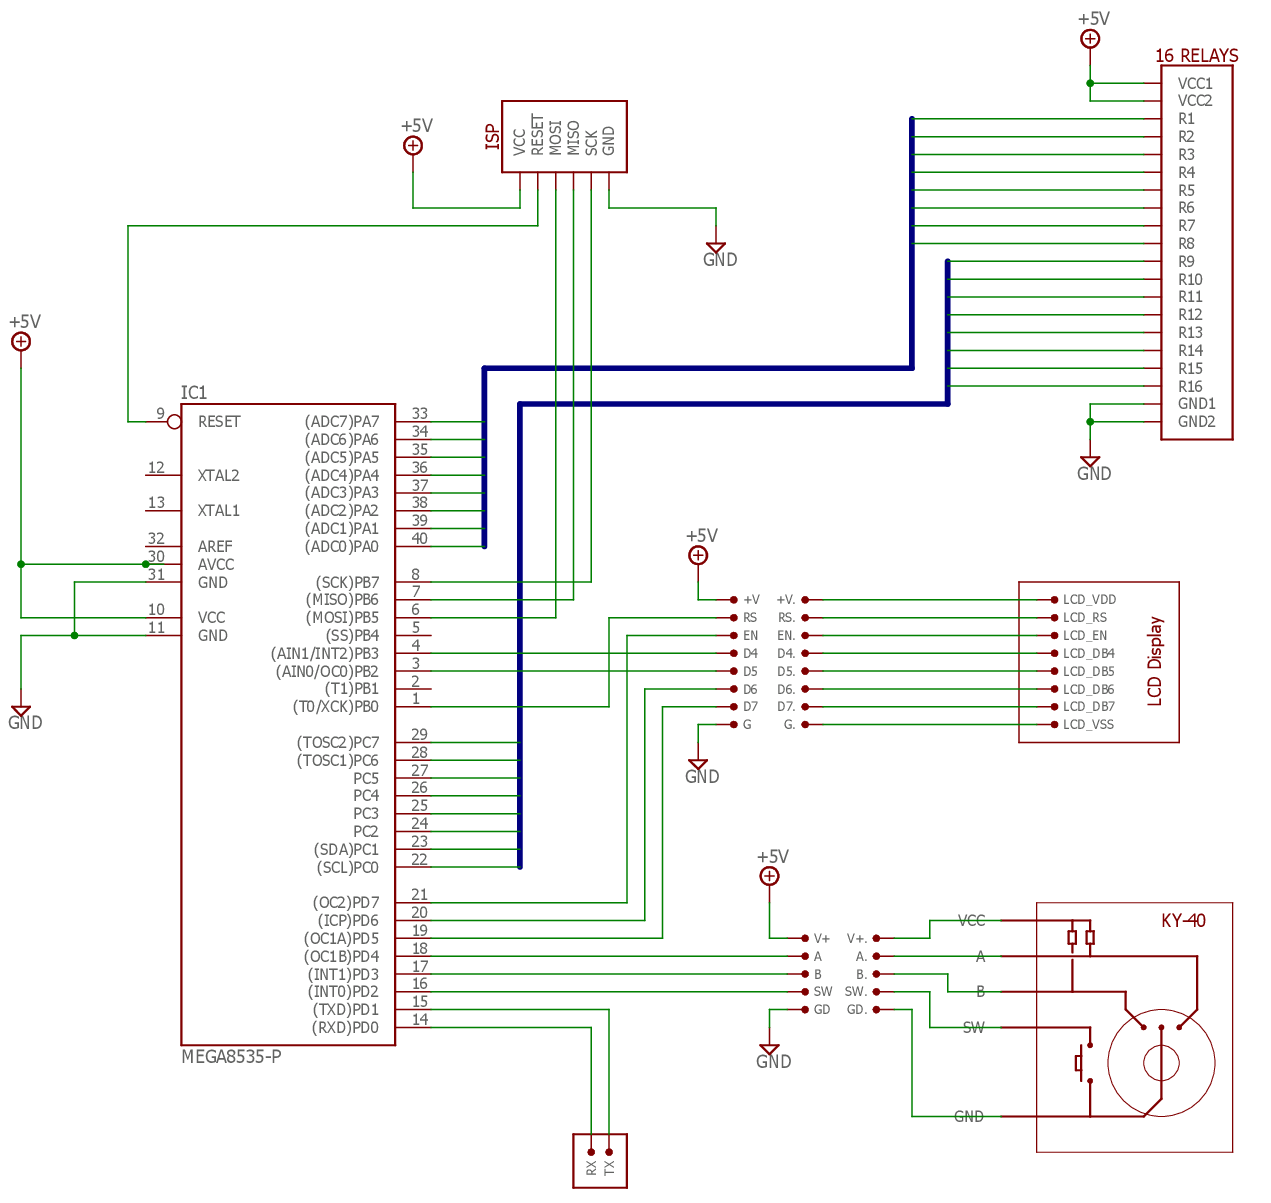 +5V
16 RELAYS
VCC1
VCC2
R1
R2
R3
R4
R5
R6
R7
R8
R9
R10
R11
R12
R13
R14
R15
R16
GND1
GND2
GND
+5V
ISP
VCC
RESET
MOSI
MISO
SCK
GND
GND
+5V
IC1
9 RESET
12 XTAL2
13 XTAL1
32 AREF
30 AVCC
31 GND
10 VCC
11 GND
GND
(ADC7)PA7 33
(ADC6)PA6 34
(ADC5)PA5 35
(ADC4)PA4 36
(ADC3)PA3 37
(ADC2)PA2 38
(ADC1)PA1 39
(ADC0)PA0 40
(SCK)PB7 8
(MISO)PB6 7
(MOSI)PB5 6
(SS)PB4 5
(AIN1/INT2)PB3 4
(AIN0/OC0)PB2 3
(T1)PB1 2
(T0/XCK)PB0 1
(TOSC2)PC7 29
(TOSC1)PC6 28
PC5 27
PC4 26
PC3 25
PC2 24
(SDA)PC1 23
(SCL)PC0 22
(OC2)PD7 21
(ICP)PD6 20
(OC1A)PD5 19
(OC1B)PD4 18
(INT1)PD3 17
(INT0)PD2 16
(TXD)PD1 15
(RXD)PD0 14
MEGA8535-P
+5V
+V +V. LCD_VDD
RS RS. LCD_RS
EN EN. LCD_EN
D4 D4. LCD_DB4
D5 D5. LCD_DB5
D6 D6. LCD_DB6
D7 D7. LCD_DB7
G G. LCD_VSS
LCD Display
GND
+5V
V+ V+.
A A.
B B.
SW SW.
GD GD.
GND
VCC
A
B
SW
GND
KY-40
RX
TX